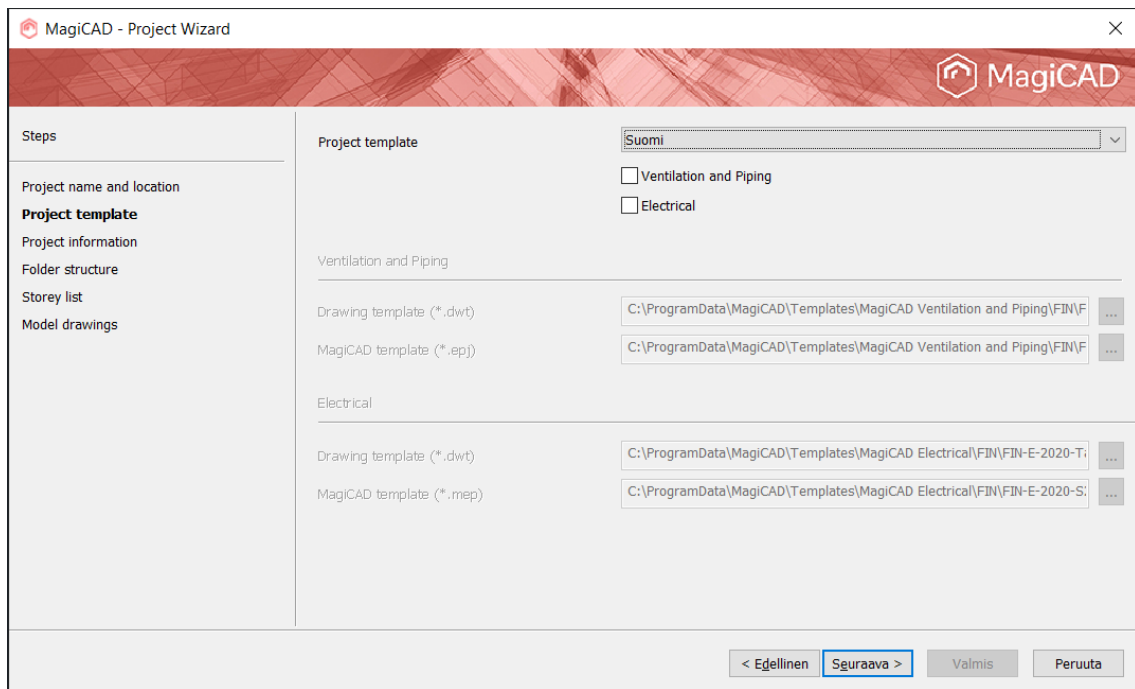 MagiCAD - Project Wizard
MagiCAD
Steps
Project name and location
Project template
Project information
Folder structure
Storey list
Model drawings
Project template
Suomi
Ventilation and Piping
Electrical
Ventilation and Piping
Drawing template (*.dwt)
C:\ProgramData\MagiCAD\Templates\MagiCAD Ventilation and Piping\FIN\F
...
MagiCAD template (*.epj)
C:\ProgramData\MagiCAD\Templates\MagiCAD Ventilation and Piping\FIN\F
...
Electrical
Drawing template (*.dwt)
C:\ProgramData\MagiCAD\Templates\MagiCAD Electrical\FIN\FIN-E-2020-Ta
...
MagiCAD template (*.mep)
C:\ProgramData\MagiCAD\Templates\MagiCAD Electrical\FIN\FIN-E-2020-S
...
< Edellinen
Seuraava >
Valmis
Peruuta